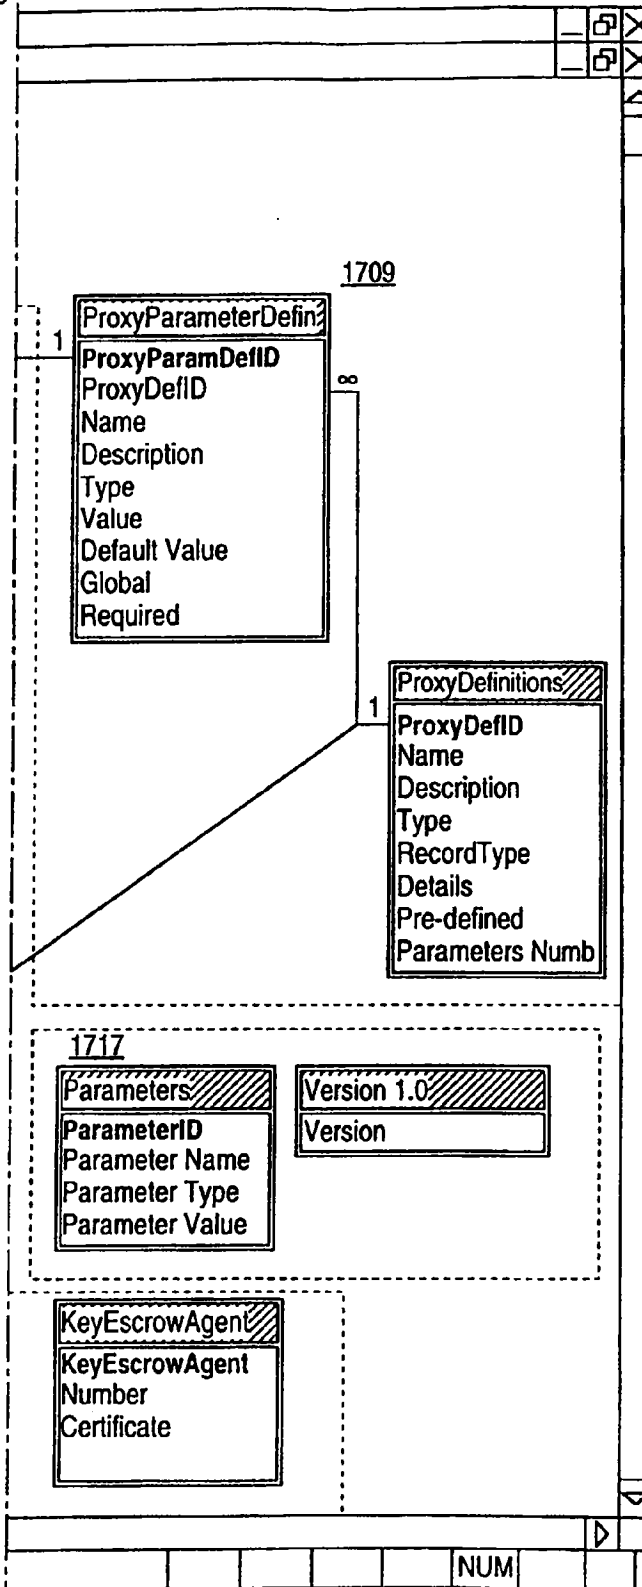 1709
ProxyParameterDefin
1
ProxyParamDefID
∞
ProxyDefID
Name
Description
Type
Value
Default Value
Global
Required
ProxyDefinitions
1
ProxyDefID
Name
Description
Type
RecordType
Details
Pre-defined
Parameters Numb
1717
Parameters
ParameterID
Parameter Name
Parameter Type
Parameter Value
Version 1.0
Version
KeyEscrowAgent
KeyEscrowAgent
Number
Certificate
NUM